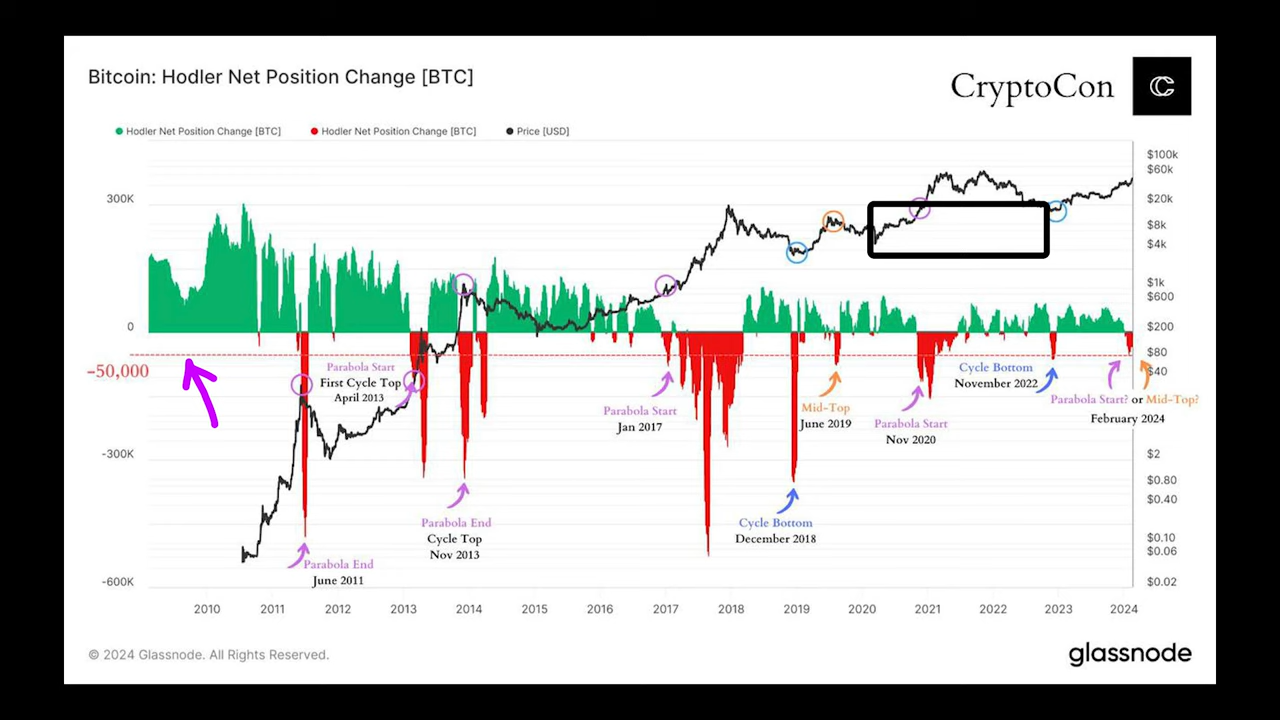 Bitcoin: Hodler Net Position Change [BTC]
CryptoCon
Hodler Net Position Change [BTC] Hodler Net Position Change [BTC] Price [USD]
300K
0
-50,000
-300K
-600K
$100k
$60k
$20k
$8k
$4k
$1k
$600
$200
$80
$40
$2
$0.80
$0.40
$0.10
$0.06
$0.02
Parabola Start
First Cycle Top
April 2013
Parabola End
June 2011
Parabola End
Cycle Top
Nov 2013
Parabola Start
Jan 2017
Cycle Bottom
December 2018
Mid-Top
June 2019
Parabola Start
Nov 2020
Cycle Bottom
November 2022
Parabola Start? or Mid-Top?
February 2024
2010 2011 2012 2013 2014 2015 2016 2017 2018 2019 2020 2021 2022 2023 2024
© 2024 Glassnode. All Rights Reserved.
glassnode